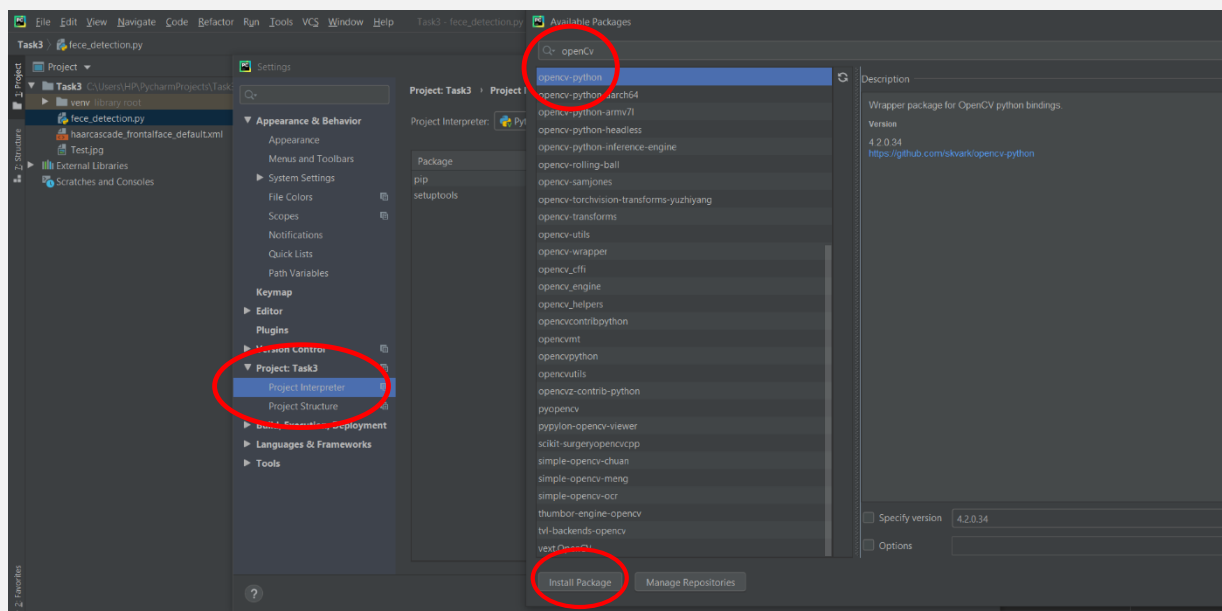 File Edit View Navigate Code Refactor Run Tools VCS Window Help Task3 - fece_detection.py
Task3 fece_detection.py
1: Project
Project
Task3 C:\Users\HP\PycharmProjects\Task
venv library root
fece_detection.py
haarcascade_frontalface_default.xml
Test.jpg
External Libraries
Scratches and Consoles
7: Structure
2: Favorites
Settings
Appearance & Behavior
Appearance
Menus and Toolbars
System Settings
File Colors
Scopes
Notifications
Quick Lists
Path Variables
Keymap
Editor
Plugins
Version Control
Project: Task3
Project Interpreter
Project Structure
Build, Execution, Deployment
Languages & Frameworks
Tools
?
Project: Task3 › Project
Project Interpreter: Pyt
Package
pip
setuptools
Available Packages
openCv
opencv-python
opencv-python-aarch64
opencv-python-armv7l
opencv-python-headless
opencv-python-inference-engine
opencv-rolling-ball
opencv-samjones
opencv-torchvision-transforms-yuzhiyang
opencv-transforms
opencv-utils
opencv-wrapper
opencv_cffi
opencv_engine
opencv_helpers
opencvcontribpython
opencvmt
opencvpython
opencvutils
opencvz-contrib-python
pyopencv
pypylon-opencv-viewer
scikit-surgeryopencvcpp
simple-opencv-chuan
simple-opencv-meng
simple-opencv-ocr
thumbor-engine-opencv
tvl-backends-opencv
vext.OpenCV
Install Package
Manage Repositories
Description
Wrapper package for OpenCV python bindings.
Version
4.2.0.34
https://github.com/skvark/opencv-python
Specify version 4.2.0.34
Options